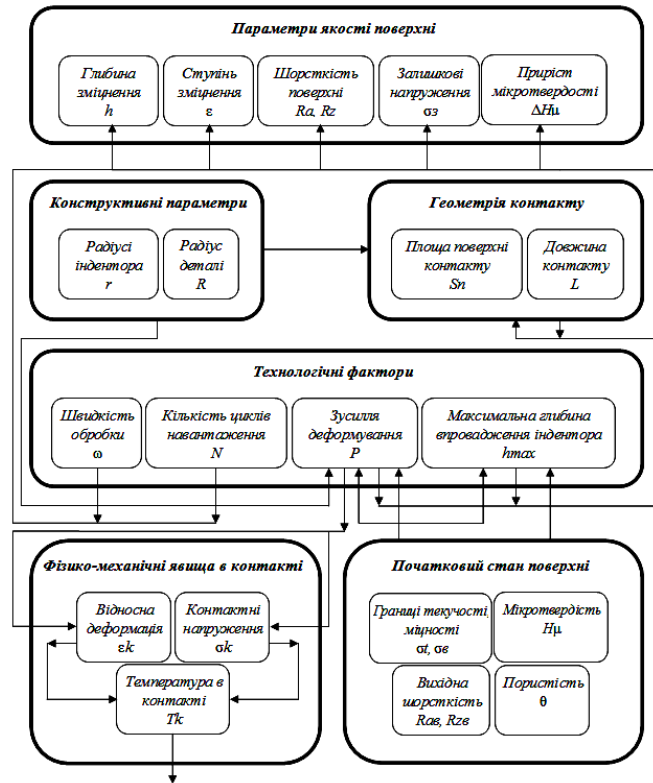 Параметри якості поверхні
Глибина
зміцнення
h
Ступінь
зміцнення
ε
Шорсткість
поверхні
Ra, Rz
Залишкові
напруження
σз
Приріст
мікротвердості
ΔHμ
Конструктивні параметри
Радіусі
індентора
r
Радіус
деталі
R
Геометрія контакту
Площа поверхні
контакту
Sn
Довжина
контакту
L
Технологічні фактори
Швидкість
обробки
ω
Кількість циклів
навантаження
N
Зусилля
деформування
P
Максимальна глибина
впровадження індентора
hmax
Фізико-механічні явища в контакті
Відносна
деформація
εk
Контактні
напруження
σk
Температура в
контакті
Tk
Початковий стан поверхні
Границі текучості,
міцності
σt, σв
Мікротвердість
Hμ
Вихідна
шорсткість
Raв, Rzв
Пористість
θ